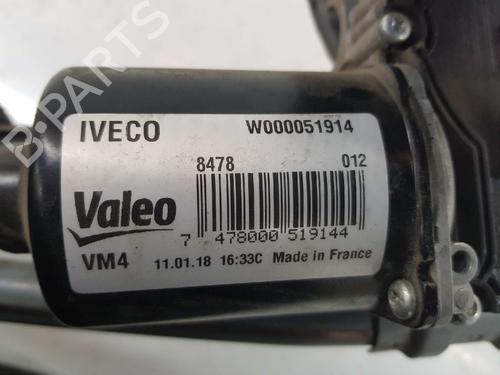 B-PARTS
IVECO W000051914
8478 012
Valeo
7 478000 519144
VM4 11.01.18 16:33C Made in France